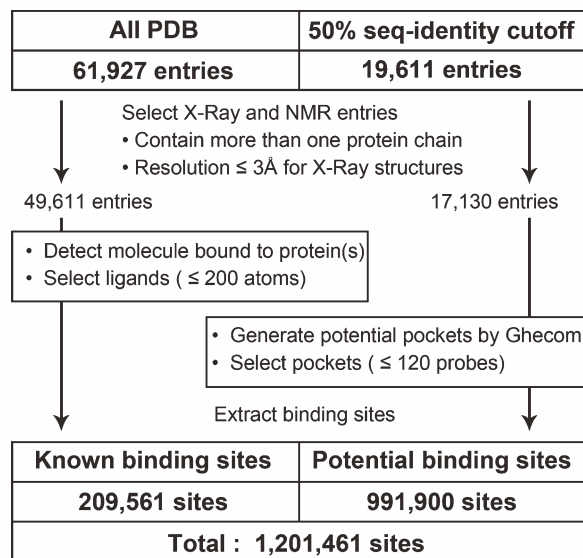 All PDB
50% seq-identity cutoff
61,927 entries
19,611 entries
Select X-Ray and NMR entries
• Contain more than one protein chain
• Resolution ≤ 3Å for X-Ray structures
49,611 entries
17,130 entries
• Detect molecule bound to protein(s)
• Select ligands ( ≤ 200 atoms)
• Generate potential pockets by Ghecom
• Select pockets ( ≤ 120 probes)
Extract binding sites
Known binding sites
Potential binding sites
209,561 sites
991,900 sites
Total : 1,201,461 sites